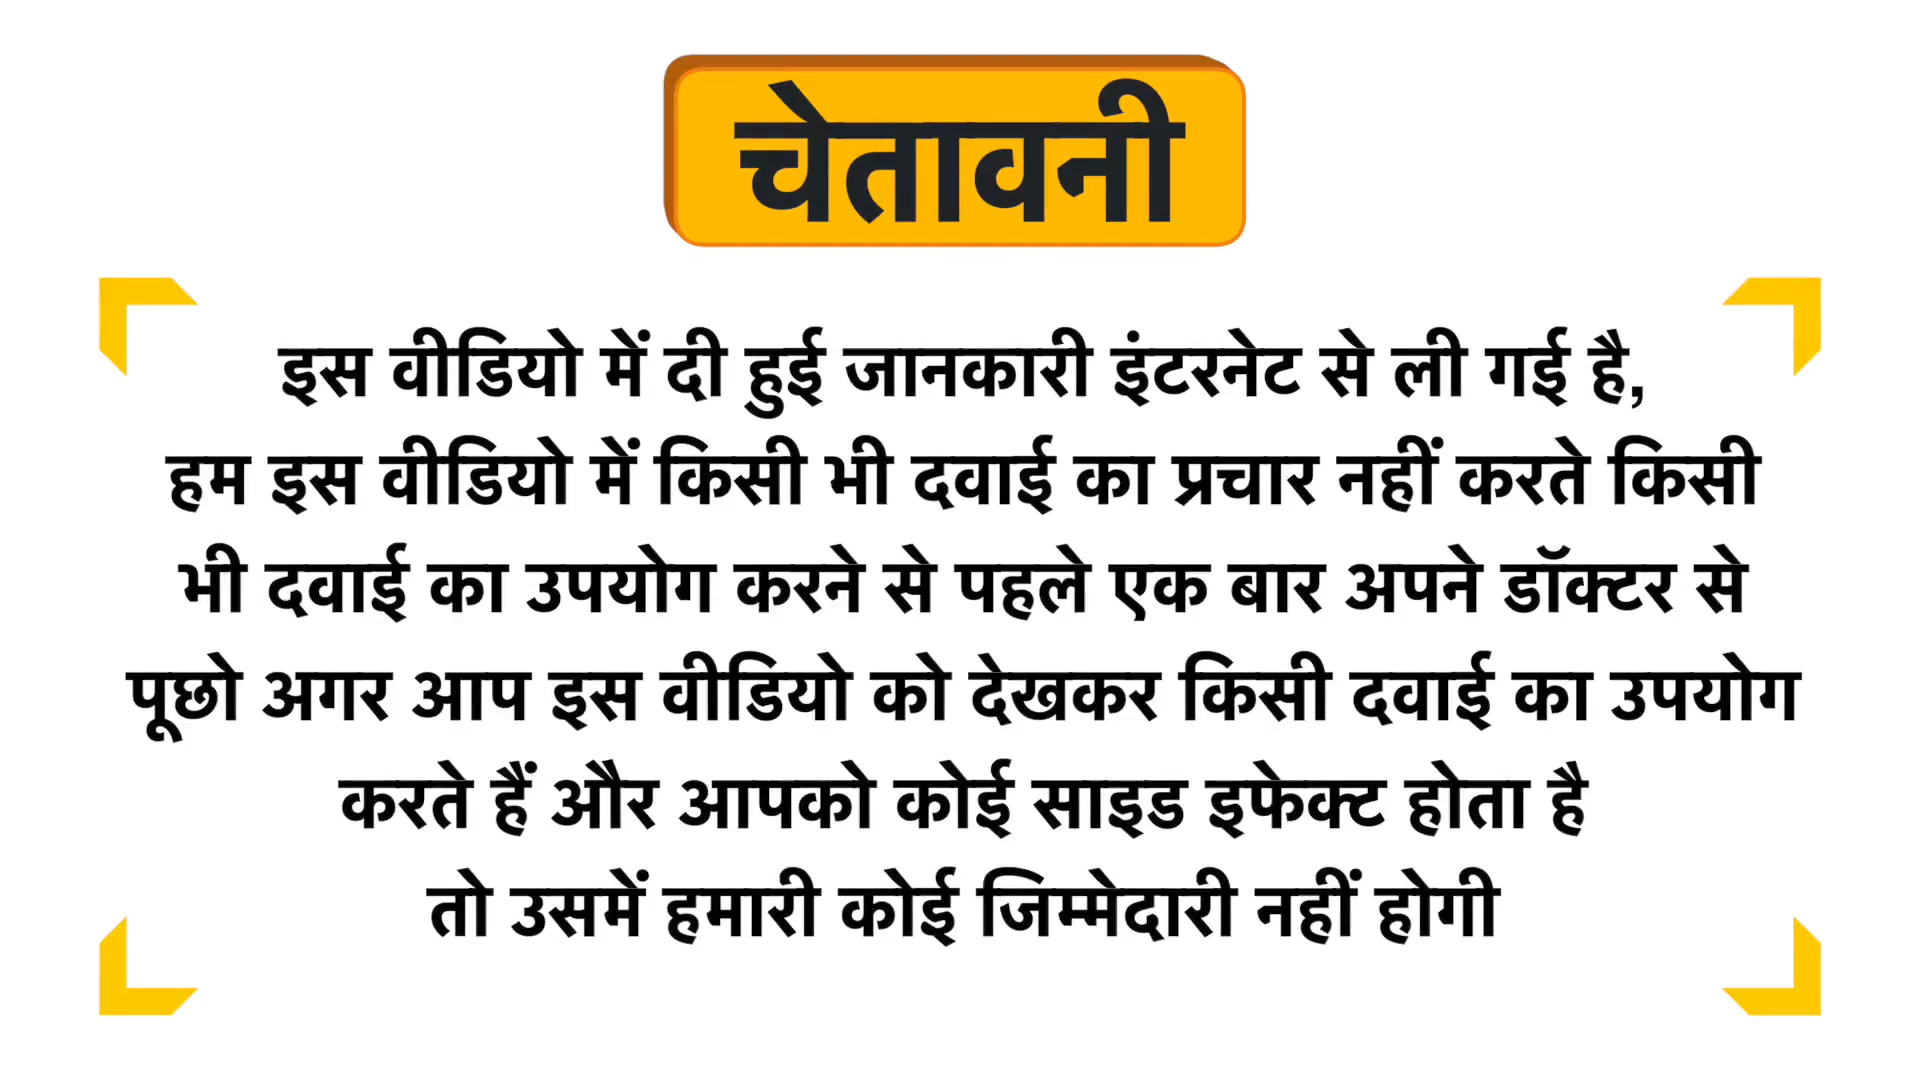 चेतावनी
इस वीडियो में दी हुई जानकारी इंटरनेट से ली गई है,
हम इस वीडियो में किसी भी दवाई का प्रचार नहीं करते किसी
भी दवाई का उपयोग करने से पहले एक बार अपने डॉक्टर से
पूछो अगर आप इस वीडियो को देखकर किसी दवाई का उपयोग
करते हैं और आपको कोई साइड इफेक्ट होता है
तो उसमें हमारी कोई जिम्मेदारी नहीं होगी